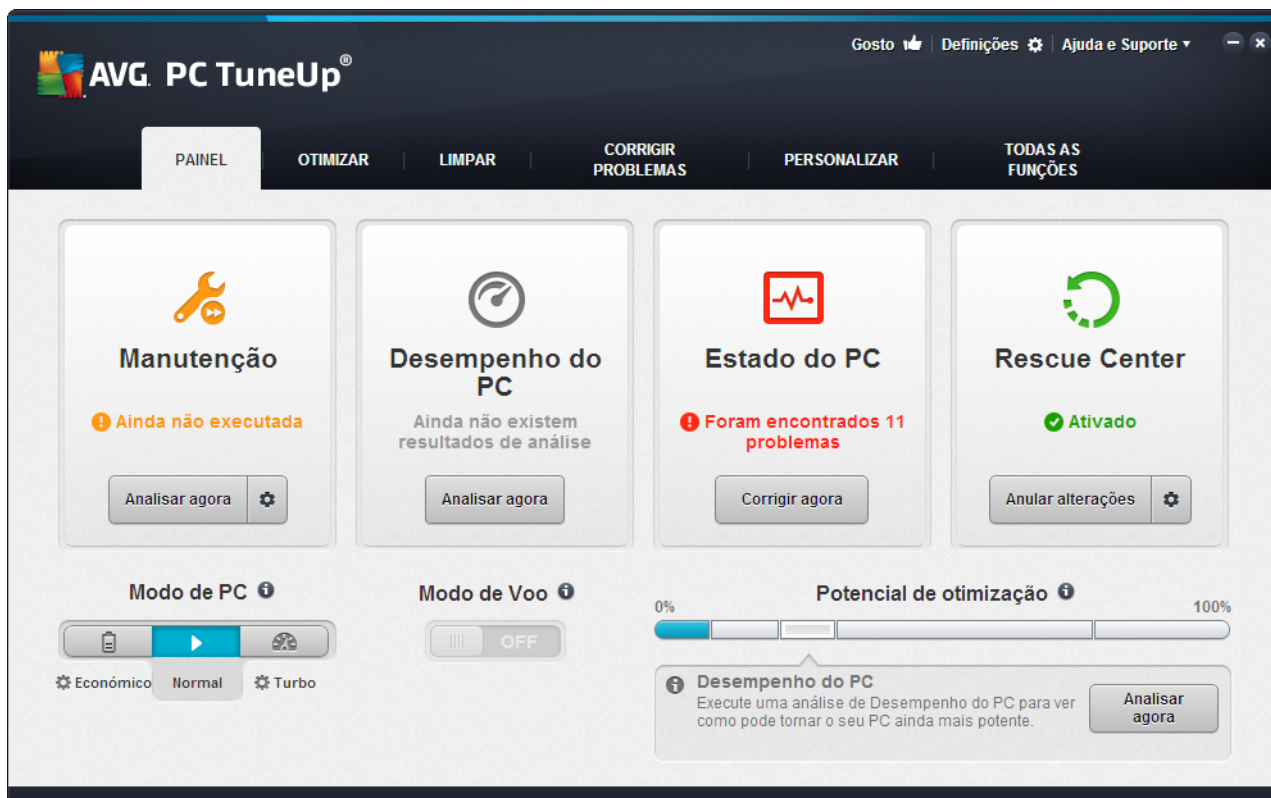 Gosto Definições Ajuda e Suporte
AVG. PC TuneUp®
PAINEL
OTIMIZAR
LIMPAR
CORRIGIR
PROBLEMAS
PERSONALIZAR
TODAS AS
FUNÇÕES
Manutenção
Ainda não executada
Analisar agora
Desempenho do
PC
Ainda não existem
resultados de análise
Analisar agora
Estado do PC
Foram encontrados 11
problemas
Corrigir agora
Rescue Center
Ativado
Anular alterações
Modo de PC
Económico
Normal
Turbo
Modo de Voo
OFF
Potencial de otimização
0%
100%
Desempenho do PC
Execute uma análise de Desempenho do PC para ver
como pode tornar o seu PC ainda mais potente.
Analisar
agora